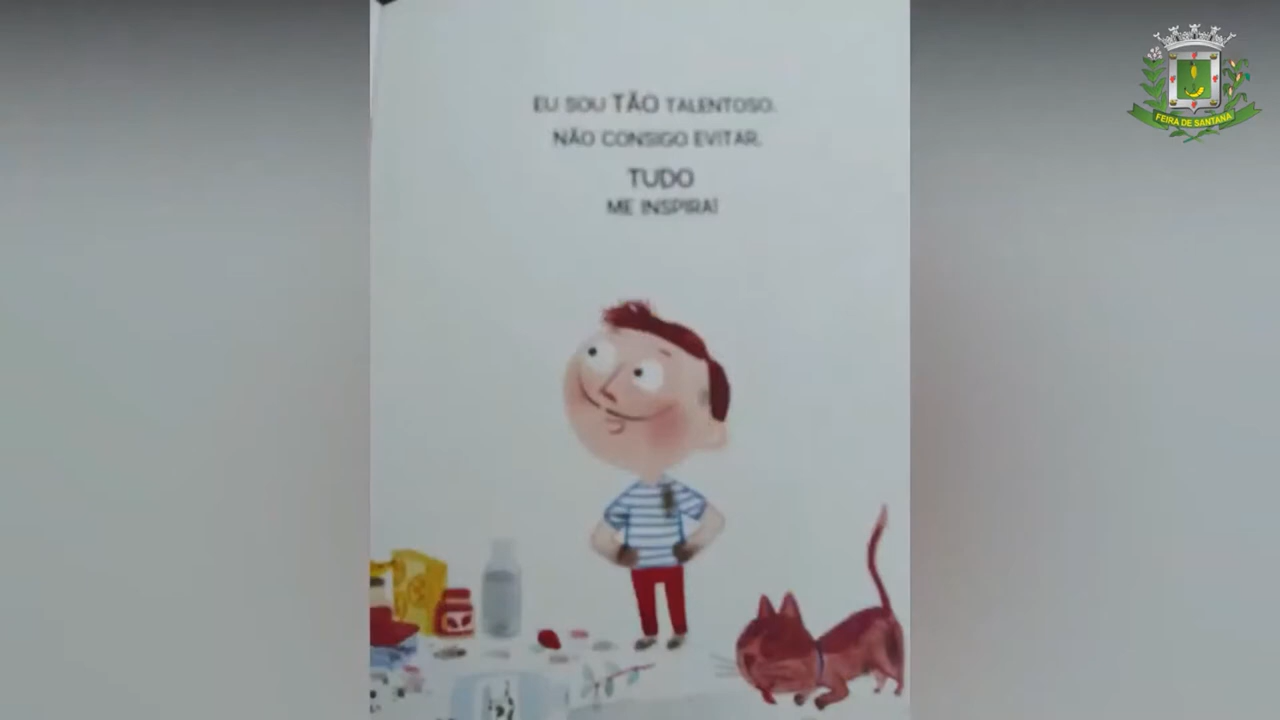 EU SOU TÃO TALENTOSO.
NÃO CONSIGO EVITAR.
TUDO
ME INSPIRA!
FEIRA DE SANTANA